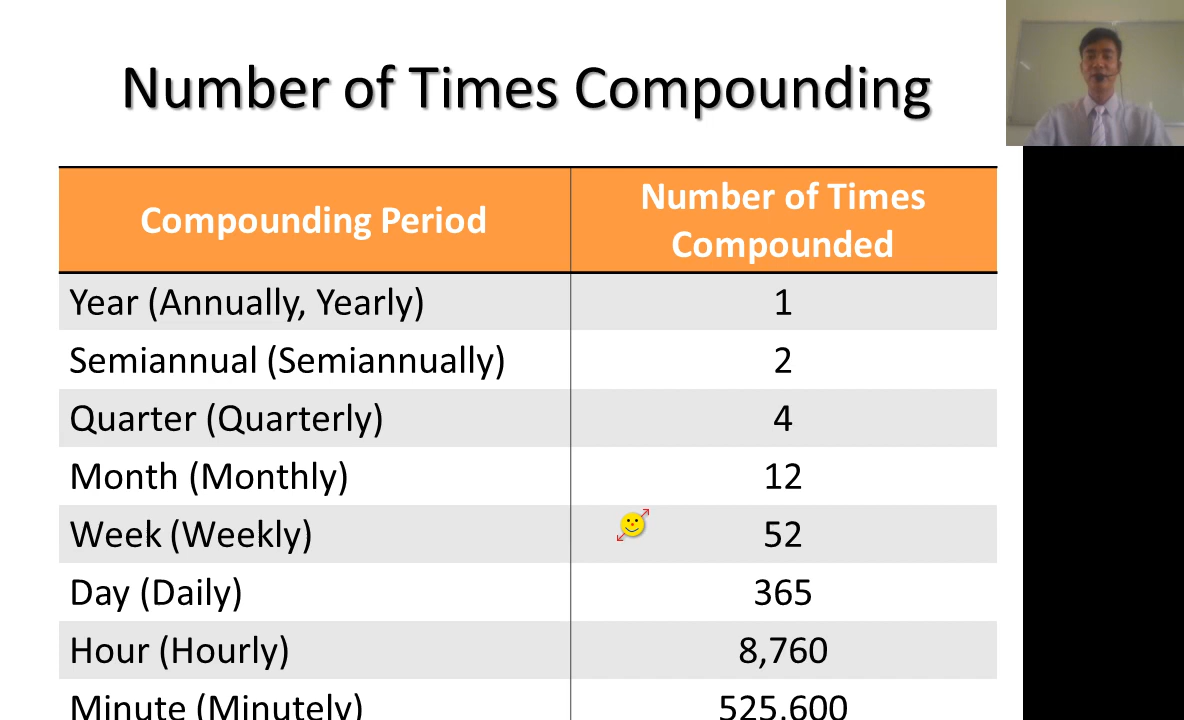 Number of Times Compounding
Compounding Period
Number of Times
Compounded
Year (Annually, Yearly)
1
Semiannual (Semiannually)
2
Quarter (Quarterly)
4
Month (Monthly)
12
Week (Weekly)
52
Day (Daily)
365
Hour (Hourly)
8,760
Minute (Minutely)
525,600